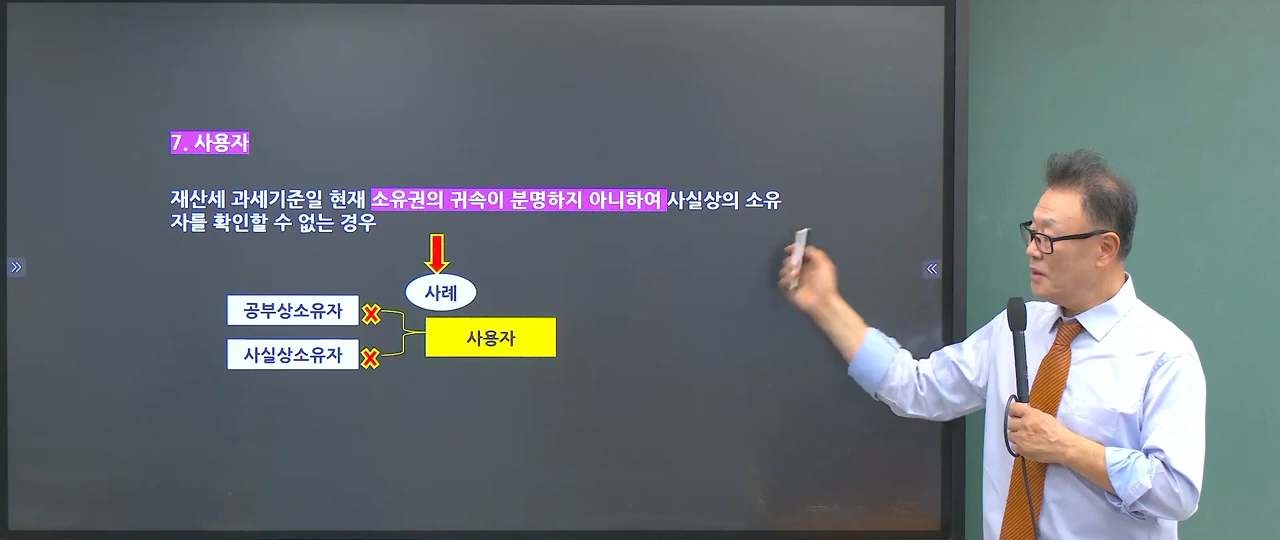 7. 사용자
재산세 과세기준일 현재 소유권의 귀속이 분명하지 아니하여 사실상의 소유
자를 확인할 수 없는 경우
사례
공부상소유자
사용자
사실상소유자